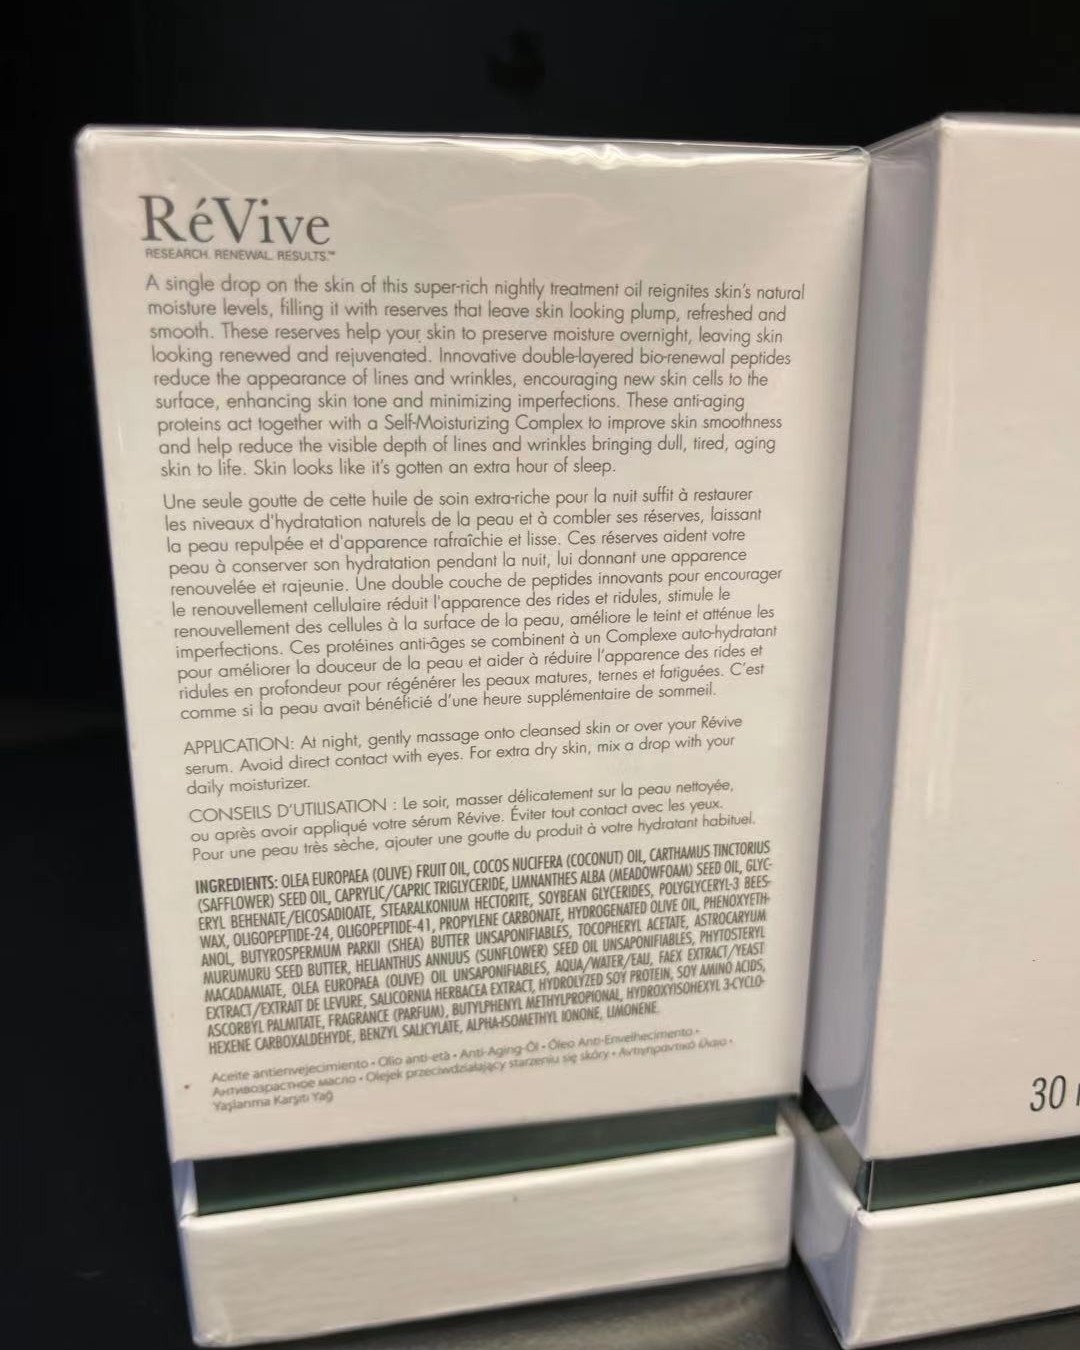 RéVive
RESEARCH. RENEWAL. RESULTS.™
A single drop on the skin of this super-rich nightly treatment oil reignites skin's natural
moisture levels, filling it with reserves that leave skin looking plump, refreshed and
smooth. These reserves help your skin to preserve moisture overnight, leaving skin
looking renewed and rejuvenated. Innovative double-layered bio-renewal peptides
reduce the appearance of lines and wrinkles, encouraging new skin cells to the
surface, enhancing skin tone and minimizing imperfections. These anti-aging
proteins act together with a Self-Moisturizing Complex to improve skin smoothness
and help reduce the visible depth of lines and wrinkles bringing dull, tired, aging
skin to life. Skin looks like it's gotten an extra hour of sleep.
Une seule goutte de cette huile de soin extra-riche pour la nuit suffit à restaurer
les niveaux d'hydratation naturels de la peau et à combler ses réserves, laissant
la peau repulpée et d'apparence rafraîchie et lisse. Ces réserves aident votre
peau à conserver son hydratation pendant la nuit, lui donnant une apparence
renouvelée et rajeunie. Une double couche de peptides innovants pour encourager
le renouvellement cellulaire réduit l'apparence des rides et ridules, stimule le
renouvellement des cellules à la surface de la peau, améliore le teint et atténue les
imperfections. Ces protéines anti-âges se combinent à un Complexe auto-hydratant
pour améliorer la douceur de la peau et aider à réduire l'apparence des rides et
ridules en profondeur pour régénérer les peaux matures, ternes et fatiguées. C'est
comme si la peau avait bénéficié d'une heure supplémentaire de sommeil.
APPLICATION: At night, gently massage onto cleansed skin or over your Révive
serum. Avoid direct contact with eyes. For extra dry skin, mix a drop with your
daily moisturizer.
CONSEILS D'UTILISATION : Le soir, masser délicatement sur la peau nettoyée,
ou après avoir appliqué votre sérum Révive. Éviter tout contact avec les yeux.
Pour une peau très sèche, ajouter une goutte du produit à votre hydratant habituel.
INGREDIENTS: OLEA EUROPAEA (OLIVE) FRUIT OIL, COCOS NUCIFERA (COCONUT) OIL, CARTHAMUS TINCTORIUS
(SAFFLOWER) SEED OIL, CAPRYLIC/CAPRIC TRIGLYCERIDE, LIMNANTHES ALBA (MEADOWFOAM) SEED OIL, GLYC-
ERYL BEHENATE/EICOSADIOATE, STEARALKONIUM HECTORITE, SOYBEAN GLYCERIDES, POLYGLYCERYL-3 BEES-
WAX, OLIGOPEPTIDE-24, OLIGOPEPTIDE-41, PROPYLENE CARBONATE, HYDROGENATED OLIVE OIL, PHENOXYETH-
ANOL, BUTYROSPERMUM PARKII (SHEA) BUTTER UNSAPONIFIABLES, TOCOPHERYL ACETATE, ASTROCARYUM
MURUMURU SEED BUTTER, HELIANTHUS ANNUUS (SUNFLOWER) SEED OIL UNSAPONIFIABLES, PHYTOSTERYL
MACADAMIATE, OLEA EUROPAEA (OLIVE) OIL UNSAPONIFIABLES, AQUA/WATER/EAU, FAEX EXTRACT/YEAST
EXTRACT/EXTRAIT DE LEVURE, SALICORNIA HERBACEA EXTRACT, HYDROLYZED SOY PROTEIN, SOY AMINO ACIDS,
ASCORBYL PALMITATE, FRAGRANCE (PARFUM), BUTYLPHENYL METHYLPROPIONAL, HYDROXYISOHEXYL 3-CYCLO-
HEXENE CARBOXALDEHYDE, BENZYL SALICYLATE, ALPHA-ISOMETHYL IONONE, LIMONENE.
Aceite antienvejecimiento • Olio anti-età • Anti-Aging-Öl • Óleo Anti-Envelhecimento •
Антивозрастное масло • Olejek przeciwdziałający starzeniu się skóry • Αντιγηραντικό έλαιο •
Yaşlanma Karşıtı Yağ
30